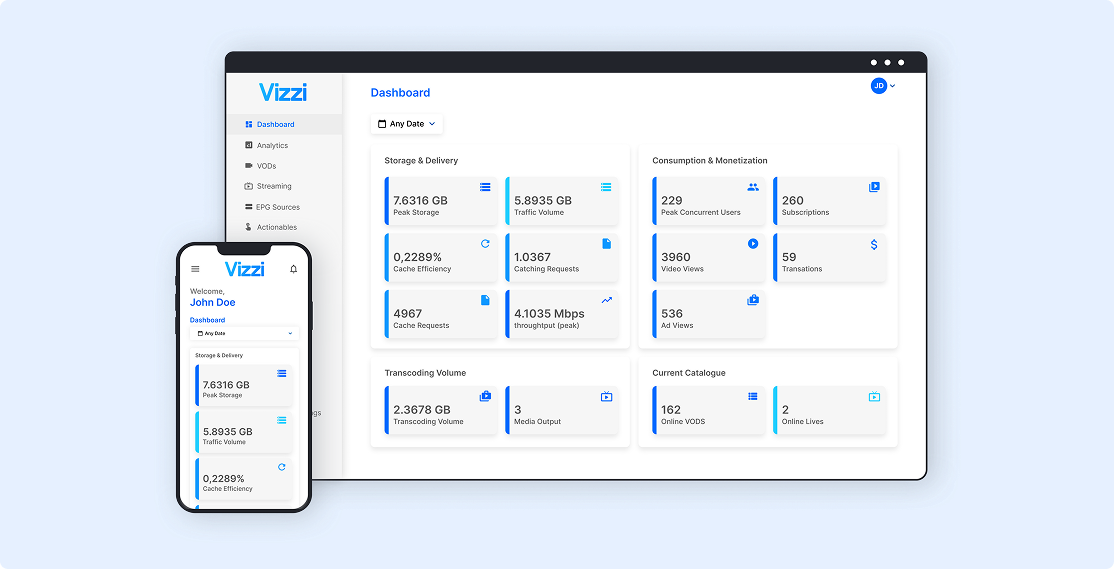 Vizzi
Dashboard
Analytics
VODs
Streaming
EPG Sources
Actionables
ngs
Dashboard
JD
Any Date
Storage & Delivery
7.6316 GB
Peak Storage
5.8935 GB
Traffic Volume
0,2289%
Cache Efficiency
1.0367
Catching Requests
4967
Cache Requests
4.1035 Mbps
throughtput (peak)
Consumption & Monetization
229
Peak Concurrent Users
260
Subscriptions
3960
Video Views
$
59
Transations
536
Ad Views
Transcoding Volume
2.3678 GB
Transcoding Volume
3
Media Output
Current Catalogue
162
Online VODS
2
Online Lives
Vizzi
Welcome,
John Doe
Dashboard
Any Date
Storage & Delivery
7.6316 GB
Peak Storage
5.8935 GB
Traffic Volume
0,2289%
Cache Efficiency